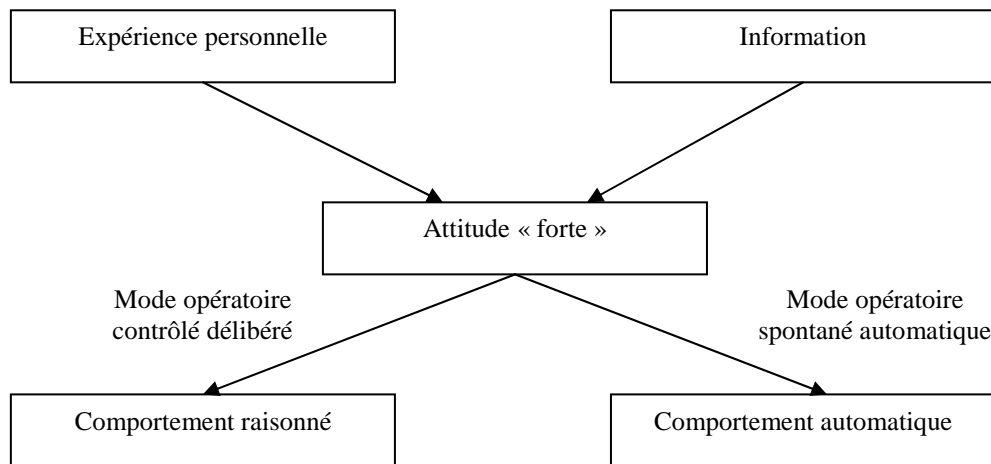 Expérience personnelle
Information
Attitude « forte »
Mode opératoire
contrôlé délibéré
Mode opératoire
spontané automatique
Comportement raisonné
Comportement automatique